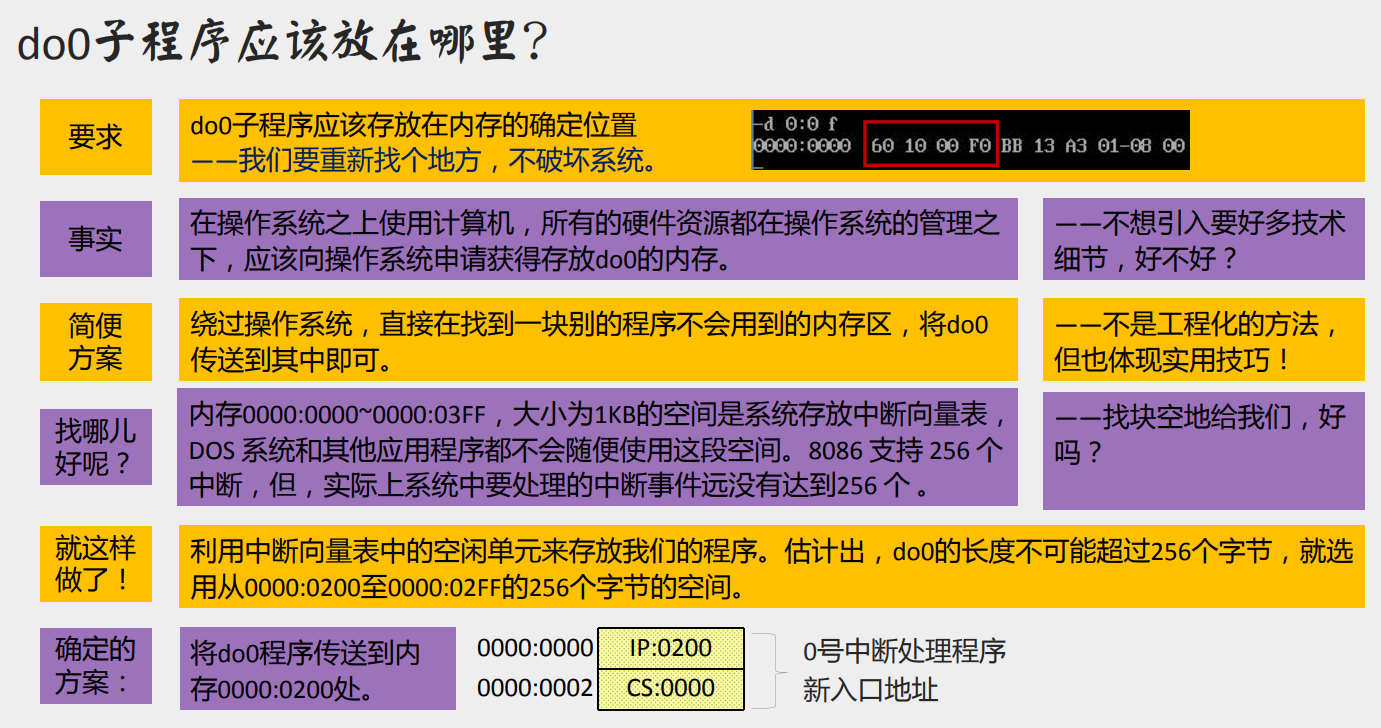 do0子程序应该放在哪里?
要求
do0子程序应该存放在内存的确定位置
——我们要重新找个地方，不破坏系统。
-d 0:0 f
0000:0000 60 10 00 F0 BB 13 A3 01-08 00
事实
在操作系统之上使用计算机，所有的硬件资源都在操作系统的管理之
下，应该向操作系统申请获得存放do0的内存。
——不想引入要好多技术
细节，好不好？
简便
方案
绕过操作系统，直接在找到一块别的程序不会用到的内存区，将do0
传送到其中即可。
——不是工程化的方法，
但也体现实用技巧！
找哪儿
好呢？
内存0000:0000~0000:03FF，大小为1KB的空间是系统存放中断向量表，
DOS 系统和其他应用程序都不会随便使用这段空间。8086 支持 256 个
中断，但，实际上系统中要处理的中断事件远没有达到256 个 。
——找块空地给我们，好
吗？
就这样
做了！
利用中断向量表中的空闲单元来存放我们的程序。估计出，do0的长度不可能超过256个字节，就选
用从0000:0200至0000:02FF的256个字节的空间。
确定的
方案：
将do0程序传送到内
存0000:0200处。
0000:0000 IP:0200
0000:0002 CS:0000
0号中断处理程序
新入口地址